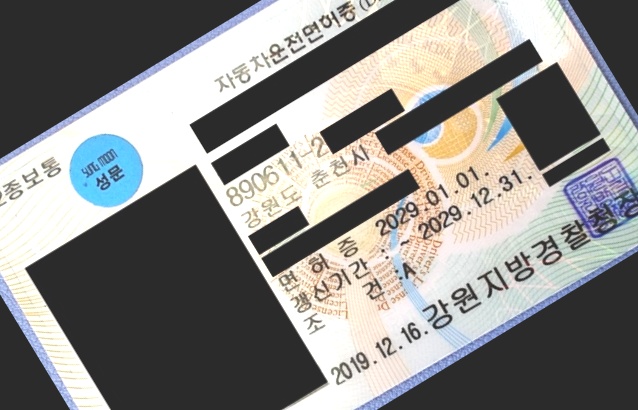 자동차운전면허증
종보통
SUNG MOON
성문
890611-2
강원도 춘천시
면 허 증
갱신기간 : 2029.01.01.
~ 2029.12.31.
조 건 :A
2019.12.16.
강원지방경찰청장